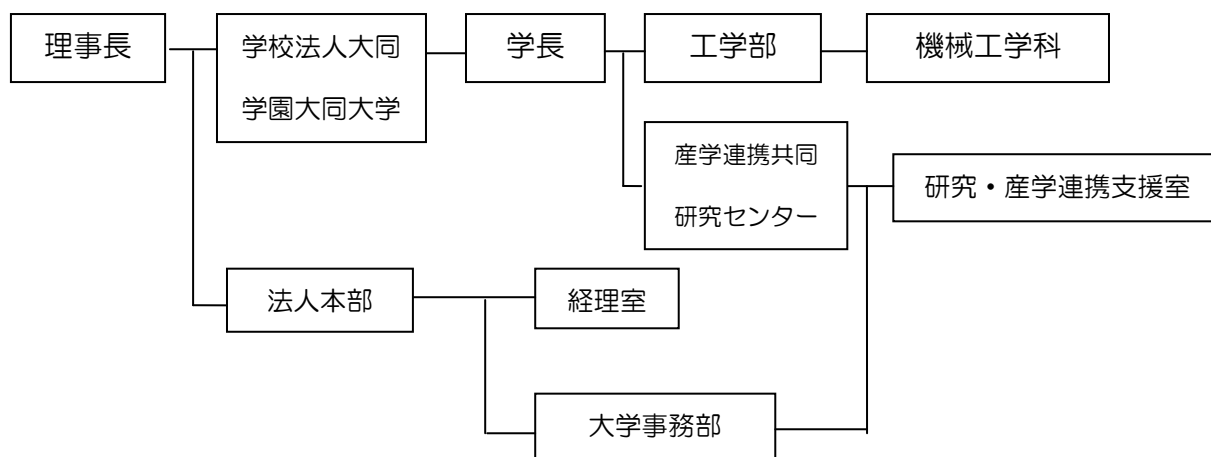 理事長
学校法人大同
学園大同大学
学長
工学部
機械工学科
産学連携共同
研究センター
研究・産学連携支援室
法人本部
経理室
大学事務部